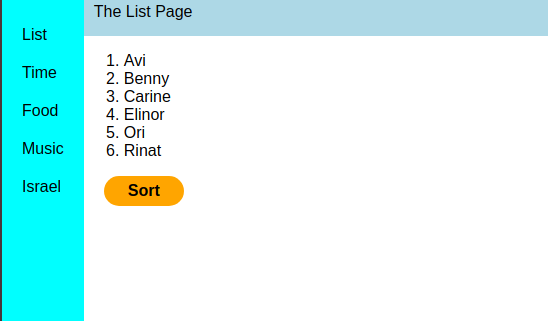 List
Time
Food
Music
Israel
The List Page
1. Avi
2. Benny
3. Carine
4. Elinor
5. Ori
6. Rinat
Sort